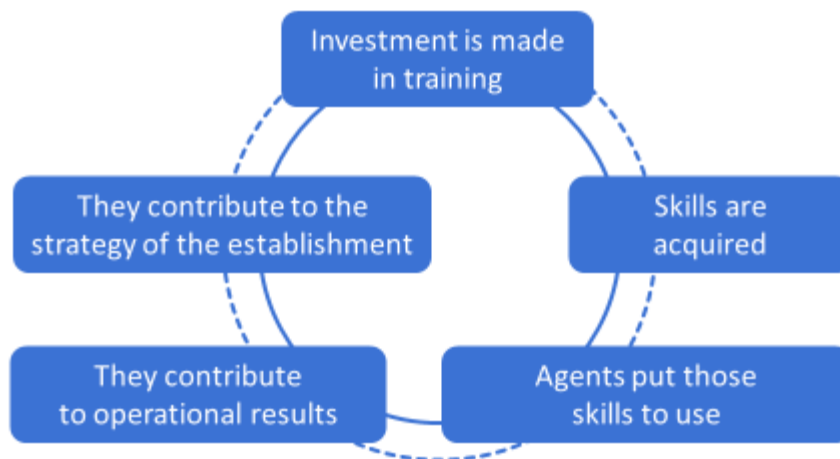 Investment is made
in training
Skills are
acquired
Agents put those
skills to use
They contribute
to operational results
They contribute to the
strategy of the establishment